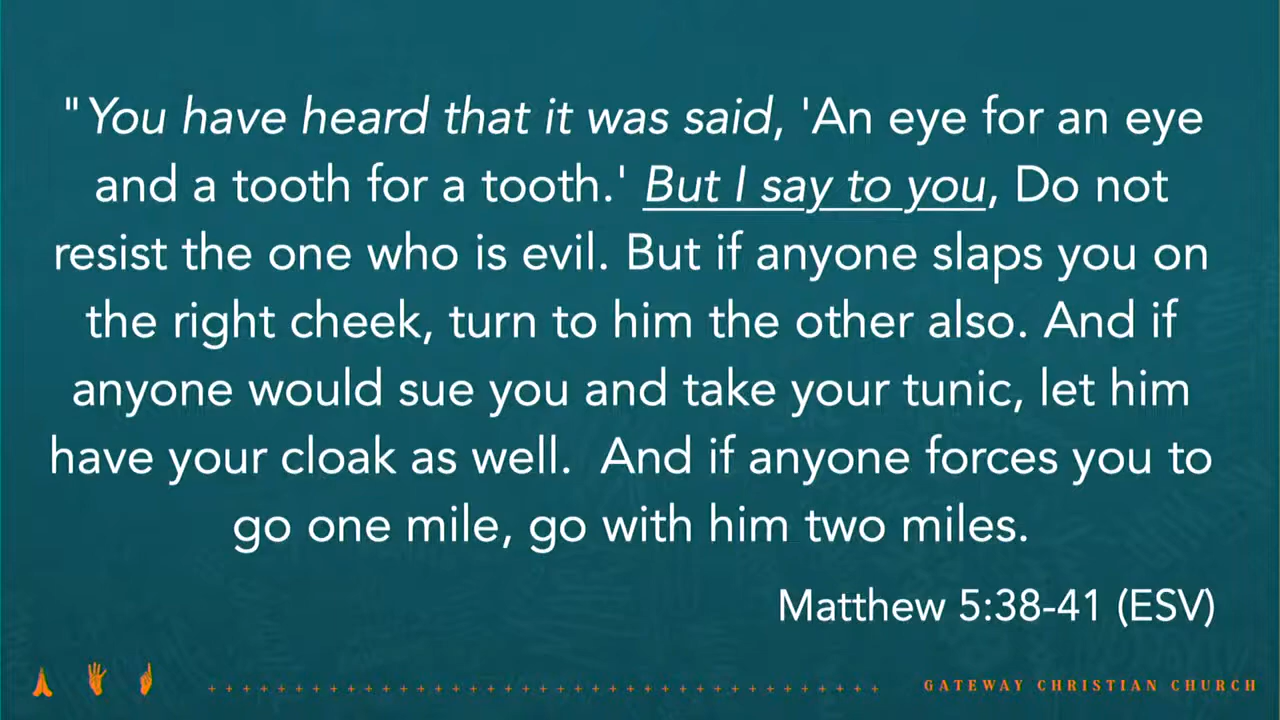 "You have heard that it was said, 'An eye for an eye
and a tooth for a tooth.' But I say to you, Do not
resist the one who is evil. But if anyone slaps you on
the right cheek, turn to him the other also. And if
anyone would sue you and take your tunic, let him
have your cloak as well.  And if anyone forces you to
go one mile, go with him two miles.
Matthew 5:38-41 (ESV)
GATEWAY CHRISTIAN CHURCH